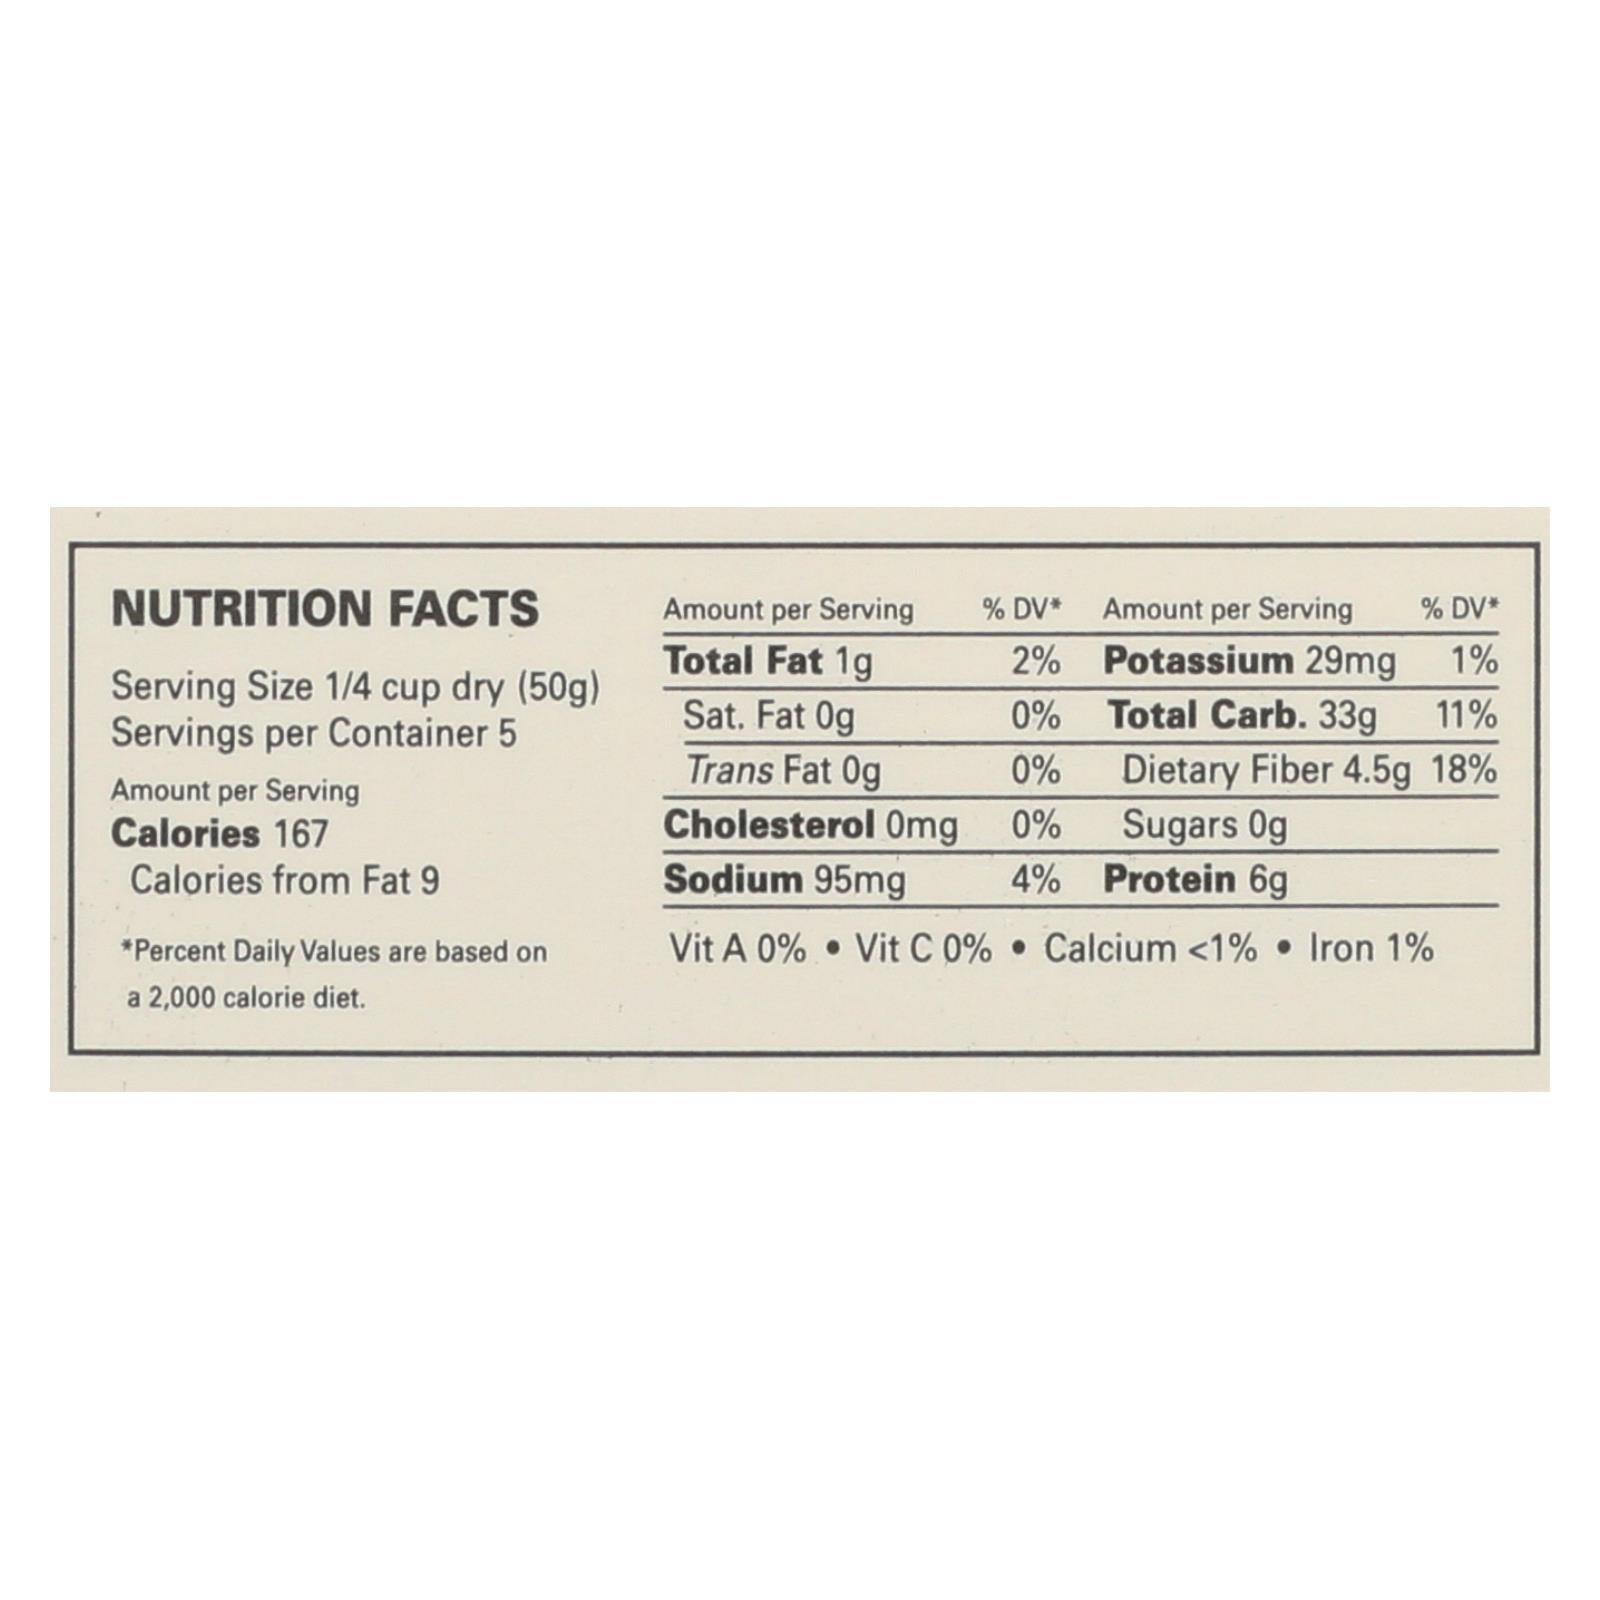 NUTRITION FACTS
Serving Size 1/4 cup dry (50g)
Servings per Container 5
Amount per Serving
Calories 167
Calories from Fat 9
*Percent Daily Values are based on
a 2,000 calorie diet.
Amount per Serving % DV*
Total Fat 1g 2%
Sat. Fat 0g 0%
Trans Fat 0g 0%
Cholesterol 0mg 0%
Sodium 95mg 4%
Amount per Serving % DV*
Potassium 29mg 1%
Total Carb. 33g 11%
Dietary Fiber 4.5g 18%
Sugars 0g
Protein 6g
Vit A 0% • Vit C 0% • Calcium <1% • Iron 1%